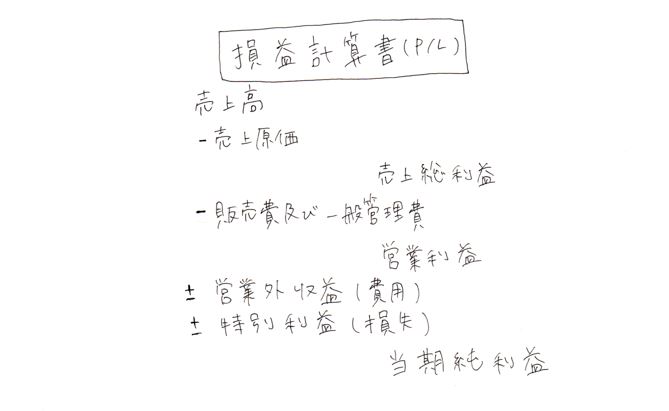 損益計算書(P/L)
売上高
- 売上原価
売上総利益
- 販売費及び一般管理費
営業利益
± 営業外収益(費用)
± 特別利益(損失)
当期純利益